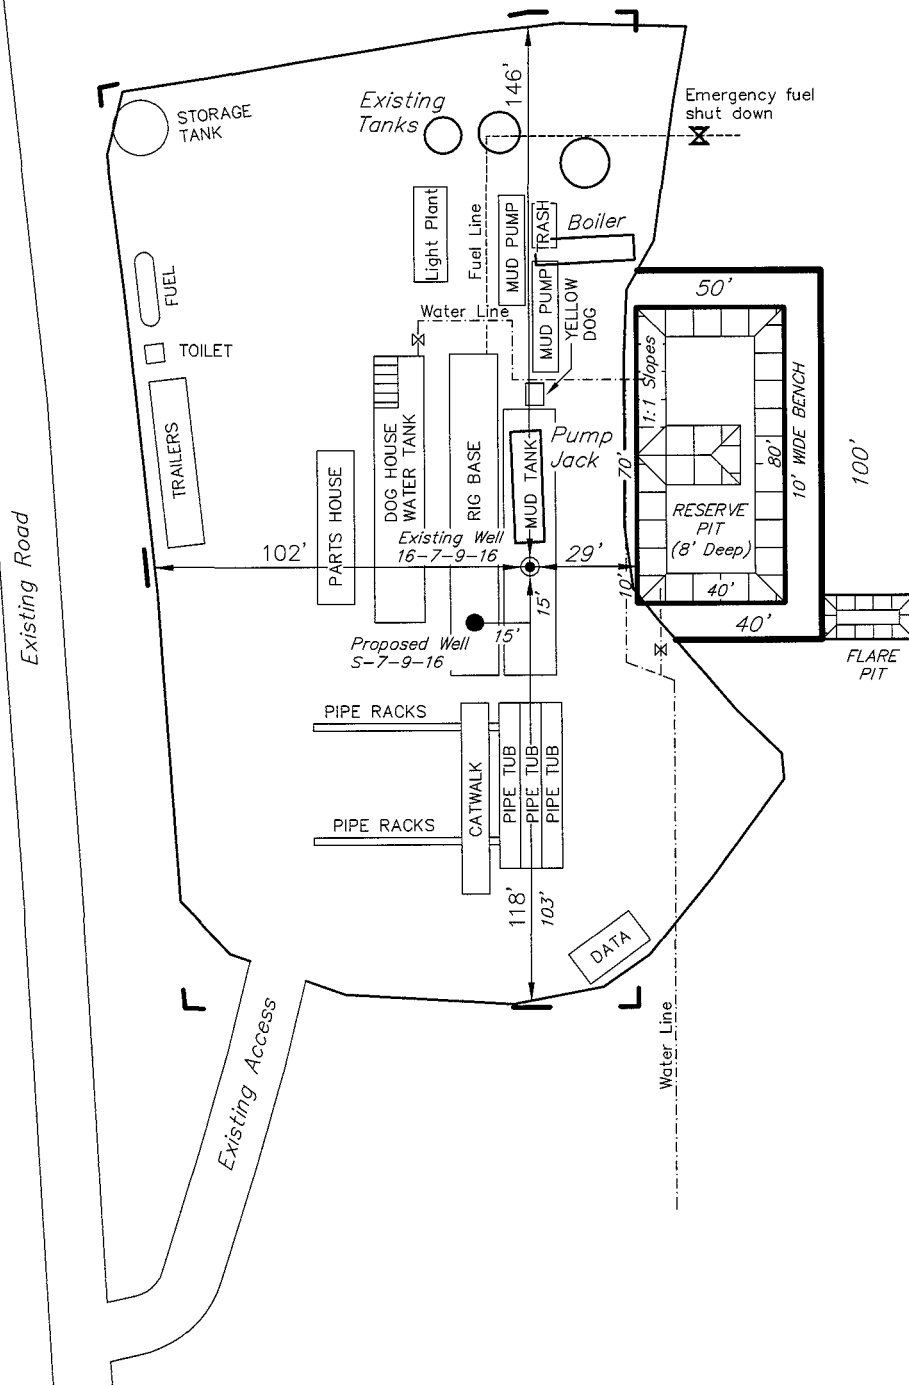 146'
Emergency fuel
shut down
Existing
Tanks
STORAGE
TANK
Light Plant
Fuel Line
MUD PUMP
TRASH
Boiler
FUEL
Water Line
MUD PUMP
YELLOW
DOG
50'
TOILET
1:1 Slopes
10' WIDE BENCH
TRAILERS
DOG HOUSE
WATER TANK
RIG BASE
MUD TANK
Pump
Jack
70'
80'
100'
PARTS HOUSE
RESERVE
PIT
(8' Deep)
Existing Well
16-7-9-16
102'
29'
10'
40'
15'
15'
40'
Proposed Well
S-7-9-16
FLARE
PIT
Existing Road
PIPE RACKS
CATWALK
PIPE TUB
PIPE TUB
PIPE TUB
PIPE RACKS
118'
103'
DATA
Existing Access
Water Line